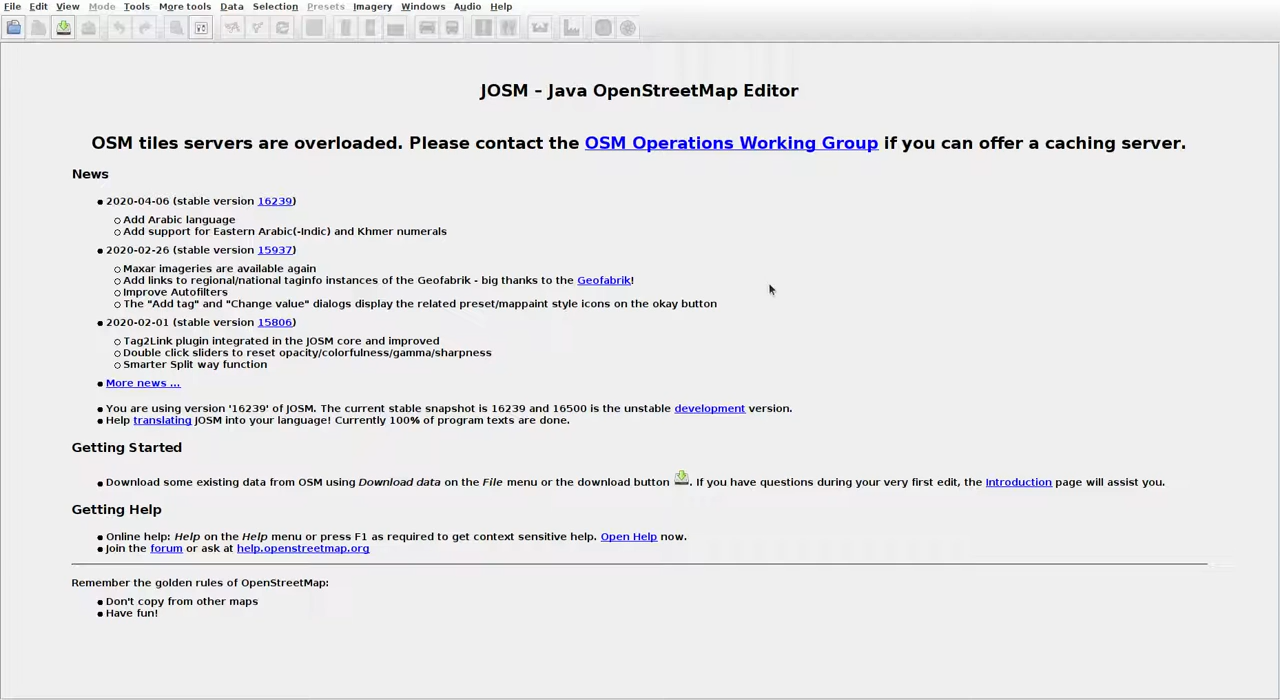 File Edit View Mode Tools More tools Data Selection Presets Imagery Windows Audio Help
JOSM – Java OpenStreetMap Editor
OSM tiles servers are overloaded. Please contact the OSM Operations Working Group if you can offer a caching server.
News
2020-04-06 (stable version 16239)
Add Arabic language
Add support for Eastern Arabic(-Indic) and Khmer numerals
2020-02-26 (stable version 15937)
Maxar imageries are available again
Add links to regional/national taginfo instances of the Geofabrik - big thanks to the Geofabrik!
Improve Autofilters
The "Add tag" and "Change value" dialogs display the related preset/mappaint style icons on the okay button
2020-02-01 (stable version 15806)
Tag2Link plugin integrated in the JOSM core and improved
Double click sliders to reset opacity/colorfulness/gamma/sharpness
Smarter Split way function
More news ...
You are using version '16239' of JOSM. The current stable snapshot is 16239 and 16500 is the unstable development version.
Help translating JOSM into your language! Currently 100% of program texts are done.
Getting Started
Download some existing data from OSM using Download data on the File menu or the download button . If you have questions during your very first edit, the Introduction page will assist you.
Getting Help
Online help: Help on the Help menu or press F1 as required to get context sensitive help. Open Help now.
Join the forum or ask at help.openstreetmap.org
Remember the golden rules of OpenStreetMap:
Don't copy from other maps
Have fun!